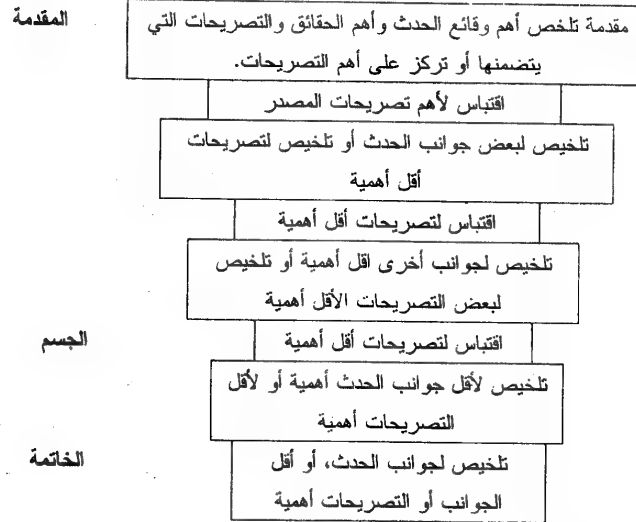 المقدمة
مقدمة تلخص أهم وقائع الحدث وأهم الحقائق والتصريحات التي
يتضمنها أو تركز على أهم التصريحات.
اقتباس لأهم تصريحات المصدر
تلخيص لبعض جوانب الحدث أو تلخيص لتصريحات
أقل أهمية
اقتباس لتصريحات أقل أهمية
تلخيص لجوانب أخرى اقل أهمية أو تلخيص
لبعض التصريحات الأقل أهمية
الجسم
اقتباس لتصريحات أقل أهمية
تلخيص لأقل جوانب الحدث أهمية أو لأقل
التصريحات أهمية
الخاتمة
تلخيص لجوانب الحدث، أو أقل
الجوانب أو التصريحات أهمية